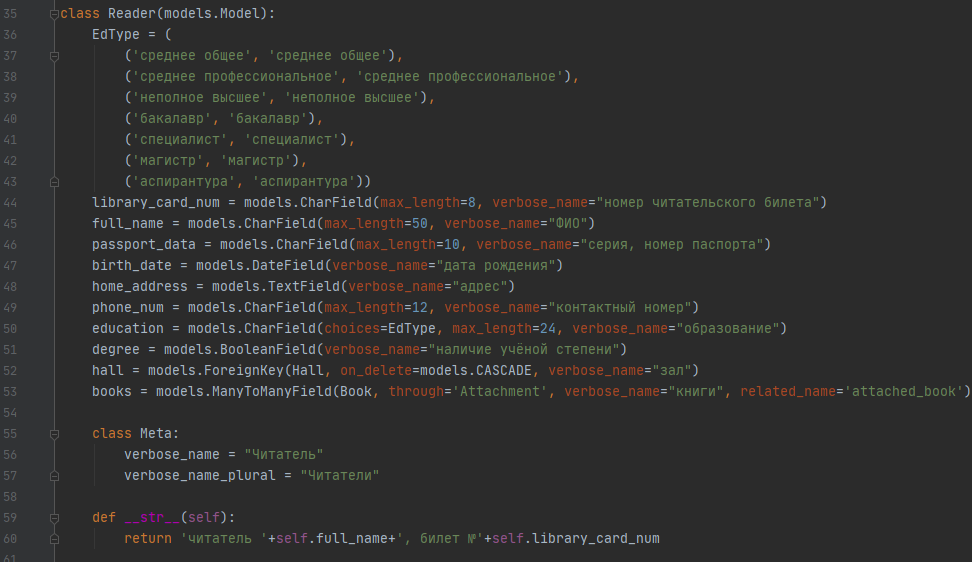 35 class Reader(models.Model):
36     EdType = (
37         ('среднее общее', 'среднее общее'),
38         ('среднее профессиональное', 'среднее профессиональное'),
39         ('неполное высшее', 'неполное высшее'),
40         ('бакалавр', 'бакалавр'),
41         ('специалист', 'специалист'),
42         ('магистр', 'магистр'),
43         ('аспирантура', 'аспирантура'))
44     library_card_num = models.CharField(max_length=8, verbose_name="номер читательского билета")
45     full_name = models.CharField(max_length=50, verbose_name="ФИО")
46     passport_data = models.CharField(max_length=10, verbose_name="серия, номер паспорта")
47     birth_date = models.DateField(verbose_name="дата рождения")
48     home_address = models.TextField(verbose_name="адрес")
49     phone_num = models.CharField(max_length=12, verbose_name="контактный номер")
50     education = models.CharField(choices=EdType, max_length=24, verbose_name="образование")
51     degree = models.BooleanField(verbose_name="наличие учёной степени")
52     hall = models.ForeignKey(Hall, on_delete=models.CASCADE, verbose_name="зал")
53     books = models.ManyToManyField(Book, through='Attachment', verbose_name="книги", related_name='attached_book')
54
55     class Meta:
56         verbose_name = "Читатель"
57         verbose_name_plural = "Читатели"
58
59     def __str__(self):
60         return 'читатель '+self.full_name+', билет №'+self.library_card_num
61